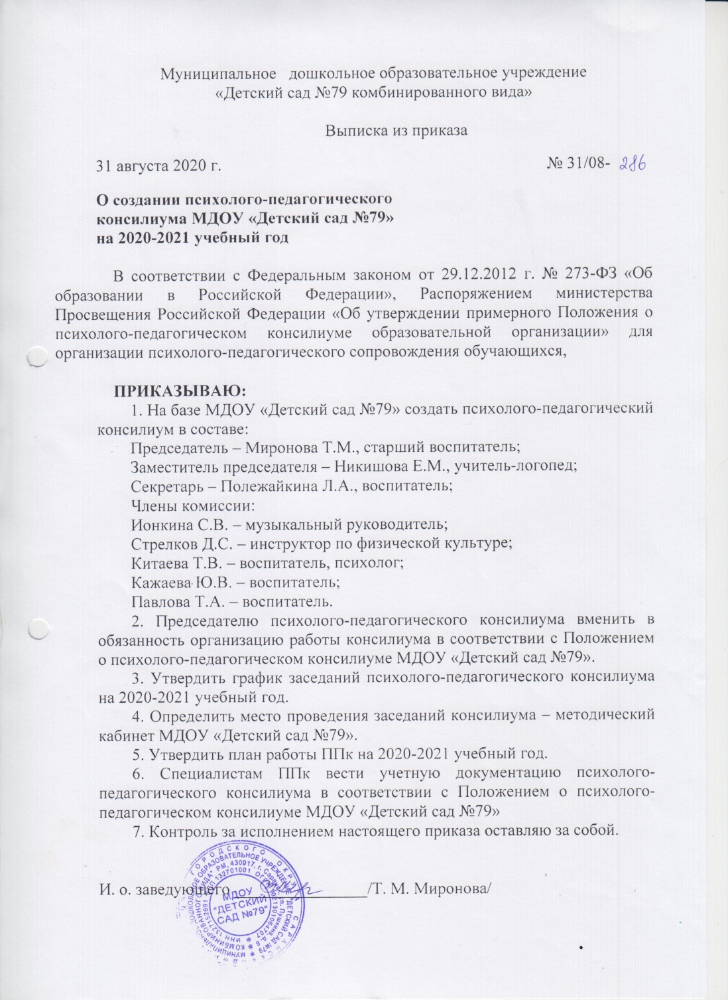 Муниципальное дошкольное образовательное учреждение
«Детский сад №79 комбинированного вида»
Выписка из приказа
31 августа 2020 г. № 31/08- 286
О создании психолого-педагогического
консилиума МДОУ «Детский сад №79»
на 2020-2021 учебный год
В соответствии с Федеральным законом от 29.12.2012 г. № 273-ФЗ «Об
образовании в Российской Федерации», Распоряжением министерства
Просвещения Российской Федерации «Об утверждении примерного Положения о
психолого-педагогическом консилиуме образовательной организации» для
организации психолого-педагогического сопровождения обучающихся,
ПРИКАЗЫВАЮ:
1. На базе МДОУ «Детский сад №79» создать психолого-педагогический
консилиум в составе:
Председатель – Миронова Т.М., старший воспитатель;
Заместитель председателя – Никишова Е.М., учитель-логопед;
Секретарь – Полежайкина Л.А., воспитатель;
Члены комиссии:
Ионкина С.В. – музыкальный руководитель;
Стрелков Д.С. – инструктор по физической культуре;
Китаева Т.В. – воспитатель, психолог;
Кажаева Ю.В. – воспитатель;
Павлова Т.А. – воспитатель.
2. Председателю психолого-педагогического консилиума вменить в
обязанность организацию работы консилиума в соответствии с Положением
о психолого-педагогическом консилиуме МДОУ «Детский сад №79».
3. Утвердить график заседаний психолого-педагогического консилиума
на 2020-2021 учебный год.
4. Определить место проведения заседаний консилиума – методический
кабинет МДОУ «Детский сад №79».
5. Утвердить план работы ППк на 2020-2021 учебный год.
6. Специалистам ППк вести учетную документацию психолого-
педагогического консилиума в соответствии с Положением о психолого-
педагогическом консилиуме МДОУ «Детский сад №79»
7. Контроль за исполнением настоящего приказа оставляю за собой.
И. о. заведующего /Т. М. Миронова/
МДОУ
"ДЕТСКИЙ
САД №79"